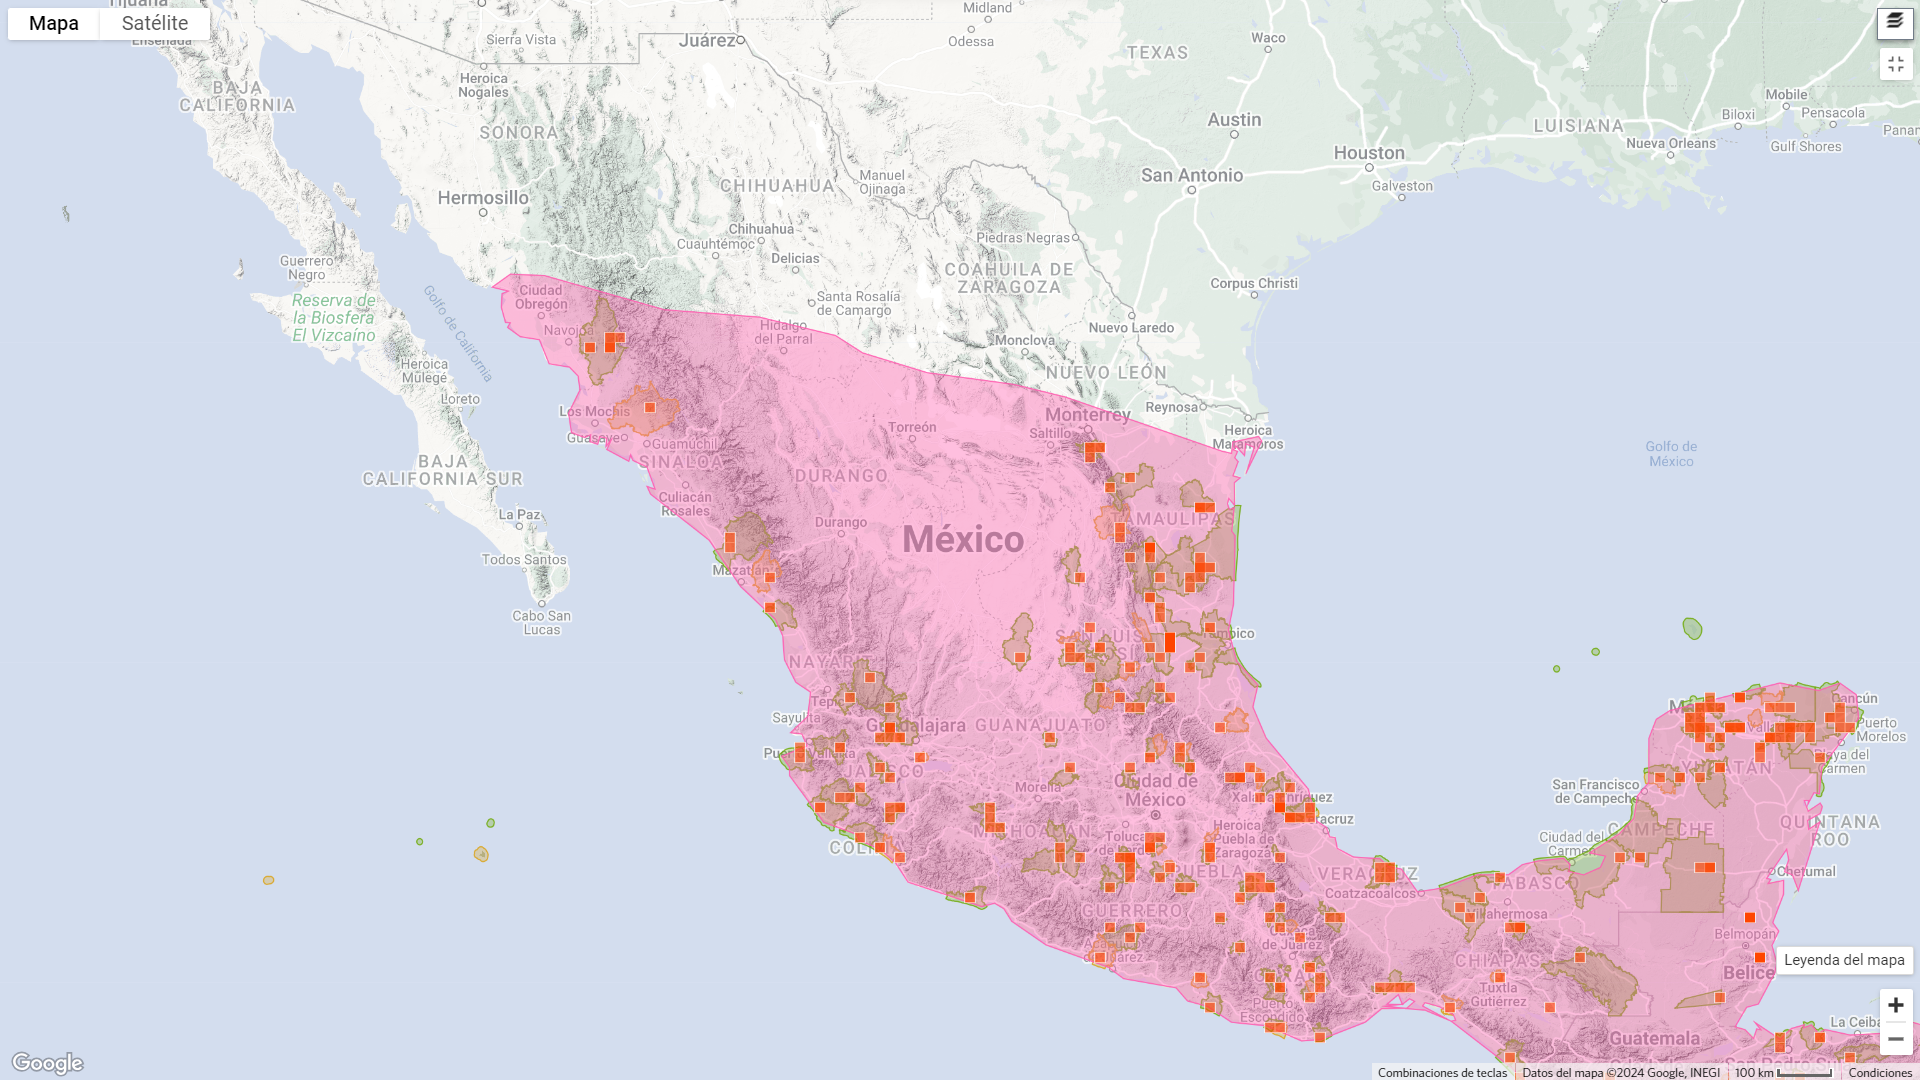 Mapa
Satélite
Ensenada
BAJA
CALIFORNIA
Sierra Vista
Juárez
Midland
Odessa
TEXAS
Waco
Heroica
Nogales
SONORA
Hermosillo
CHIHUAHUA
Manuel
Ojinaga
Chihuahua
Cuauhtémoc
Delicias
Austin
San Antonio
Houston
Galveston
LUISIANA
Mobile
Biloxi
Pensacola
Nueva Orleans
Gulf Shores
Guerrero
Negro
Reserva de
la Biosfera
El Vizcaíno
Golfo de California
Piedras Negras
COAHUILA DE
ZARAGOZA
Corpus Christi
Ciudad
Obregón
Navojoa
Santa Rosalía
de Camargo
Hidalgo
del Parral
Nuevo Laredo
Monclova
NUEVO LEÓN
Heroica
Mulegé
Loreto
Los Mochis
Guasave
Guamúchil
SINALOA
Torreón
Monterrey
Saltillo
Reynosa
Heroica
Matamoros
Golfo de
México
BAJA
CALIFORNIA SUR
DURANGO
Culiacán
Rosales
La Paz
Durango
México
TAMAULIPAS
Todos Santos
Mazatlán
Cabo San
Lucas
SAN LUIS
Tampico
NAYARIT
Tepic
Sayulita
Guadalajara
GUANAJUATO
Puerto Vallarta
JALISCO
Morelia
Ciudad de
México
Xalapa-Enríquez
Veracruz
Cancún
Puerto
Morelos
Playa del
Carmen
YUCATÁN
San Francisco
de Campeche
QUINTANA
ROO
COLIMA
MICHOACÁN
Toluca
de Lerdo
Heroica
Puebla de
Zaragoza
Ciudad del
Carmen
CAMPECHE
PUEBLA
VERACRUZ
Coatzacoalcos
TABASCO
Villahermosa
Chetumal
GUERRERO
Acapulco
de Juárez
Oaxaca
de Juárez
Belmopán
Belice
CHIAPAS
OAXACA
Tuxtla
Gutiérrez
Puerto
Escondido
Guatemala
La Ceiba
San Pedro Sula
Leyenda del mapa
Google
Combinaciones de teclas
Datos del mapa ©2024 Google, INEGI
100 km
Condiciones